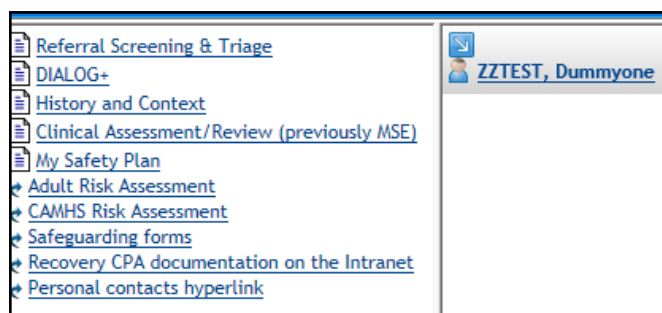 Referral Screening & Triage
DIALOG+
History and Context
Clinical Assessment/Review (previously MSE)
My Safety Plan
Adult Risk Assessment
CAMHS Risk Assessment
Safeguarding forms
Recovery CPA documentation on the Intranet
Personal contacts hyperlink
ZZTEST, Dummyone